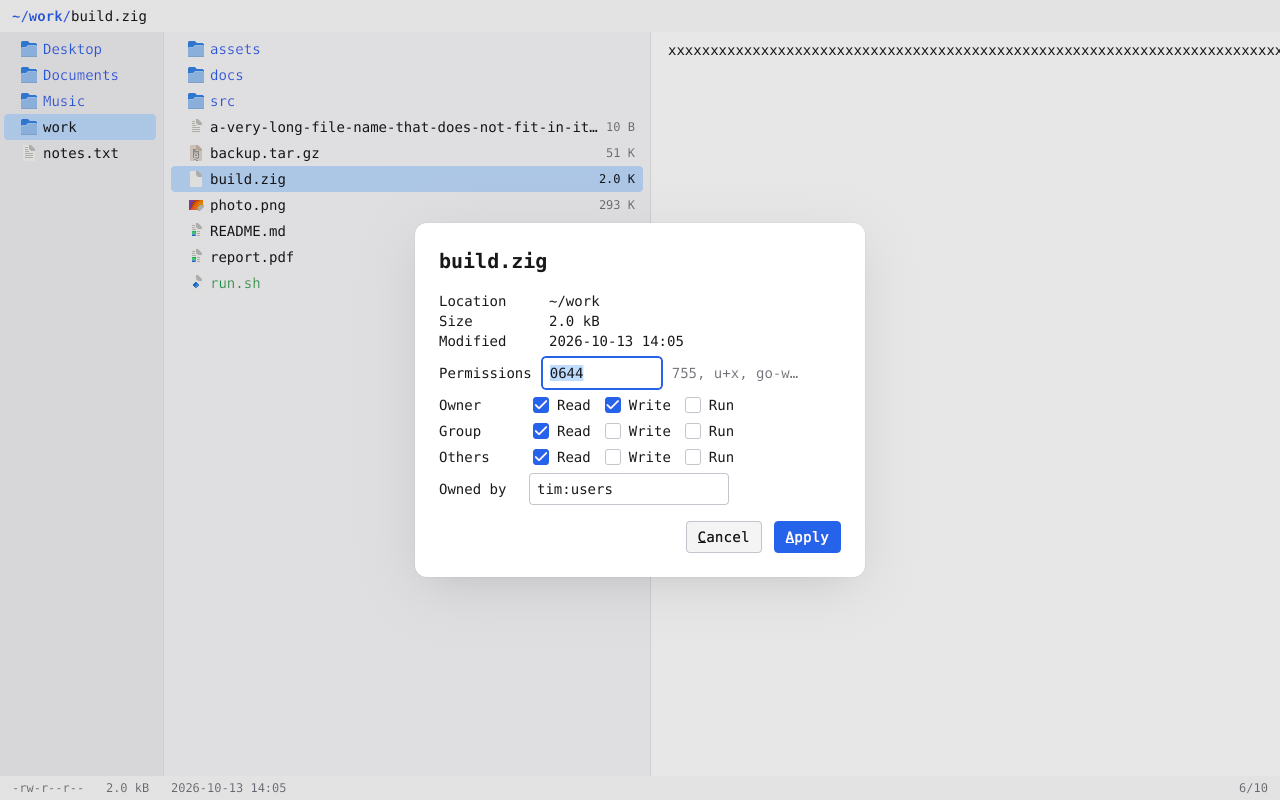 ~/work/build.zig
Desktop
Documents
Music
work
notes.txt
assets
docs
src
a-very-long-file-name-that-does-not-fit-in-it… 10 B
backup.tar.gz 51 K
build.zig 2.0 K
photo.png 293 K
README.md
report.pdf
run.sh
build.zig
Location ~/work
Size 2.0 kB
Modified 2026-10-13 14:05
Permissions 0644 755, u+x, go-w…
Owner Read Write Run
Group Read Write Run
Others Read Write Run
Owned by tim:users
Cancel Apply
-rw-r--r-- 2.0 kB 2026-10-13 14:05 6/10